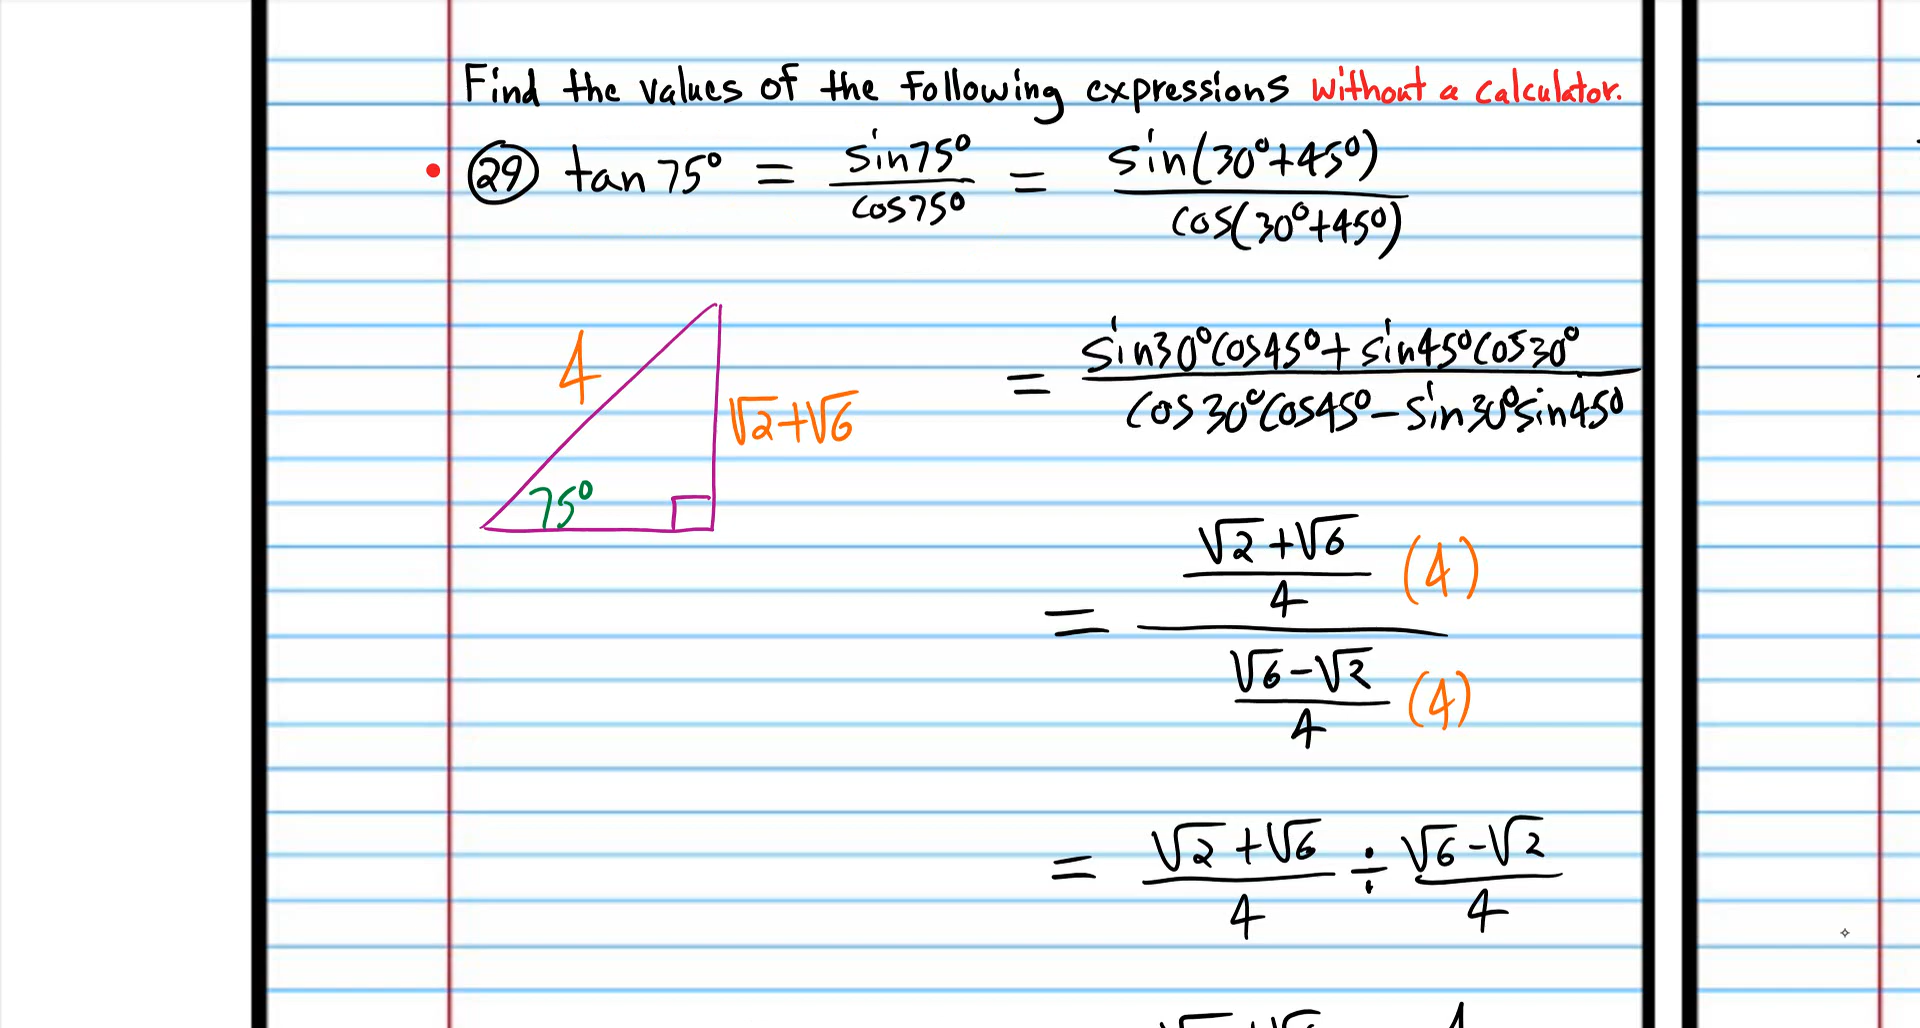 Find the values of the following expressions without a calculator.
29 tan 75° = sin75° / cos75° = sin(30°+45°) / cos(30°+45°)
= sin30°cos45° + sin45°cos30° / cos30°cos45° − sin30°sin45°
4
√2+√6
75°
= √2+√6 / 4 (4) / √6−√2 / 4 (4)
= √2+√6 / 4 ÷ √6−√2 / 4